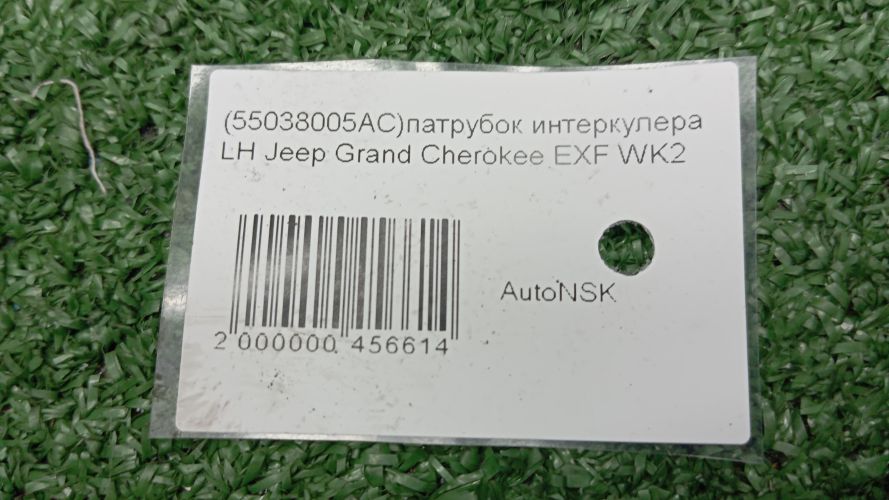 (55038005AC)патрубок интеркулера
LH Jeep Grand Cherokee EXF WK2
AutoNSK
2 000000 456614